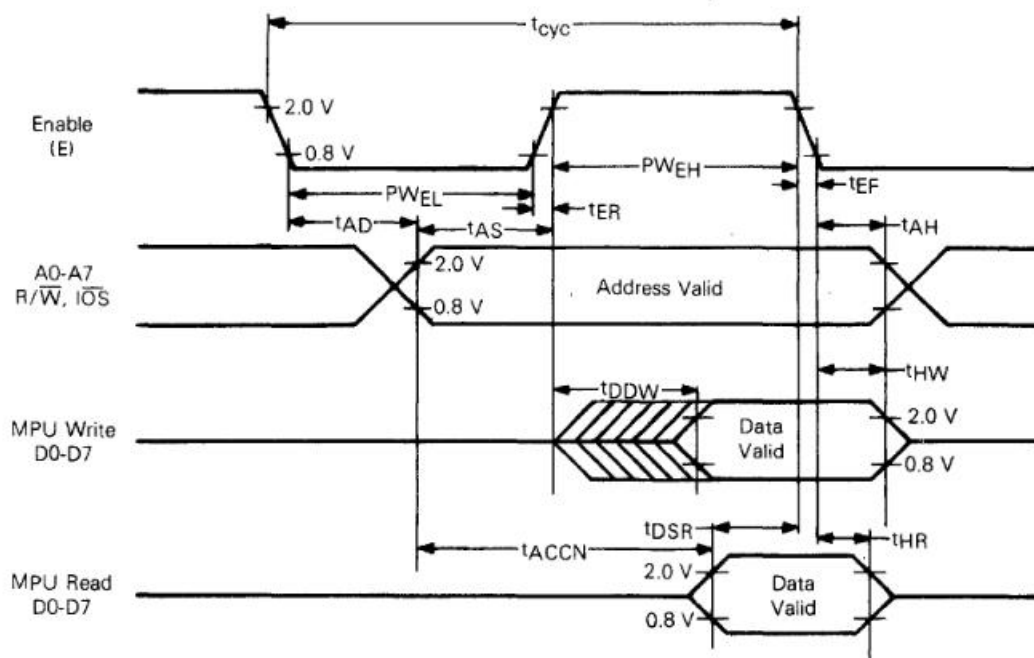 tcyc
Enable
(E)
2.0 V
0.8 V
PWEL
PWEH
tEF
tER
tAD
tAS
tAH
A0-A7
R/W̅, I̅O̅S̅
2.0 V
0.8 V
Address Valid
tHW
tDDW
MPU Write
D0-D7
Data
Valid
2.0 V
0.8 V
tDSR
tHR
tACCN
MPU Read
D0-D7
2.0 V
0.8 V
Data
Valid